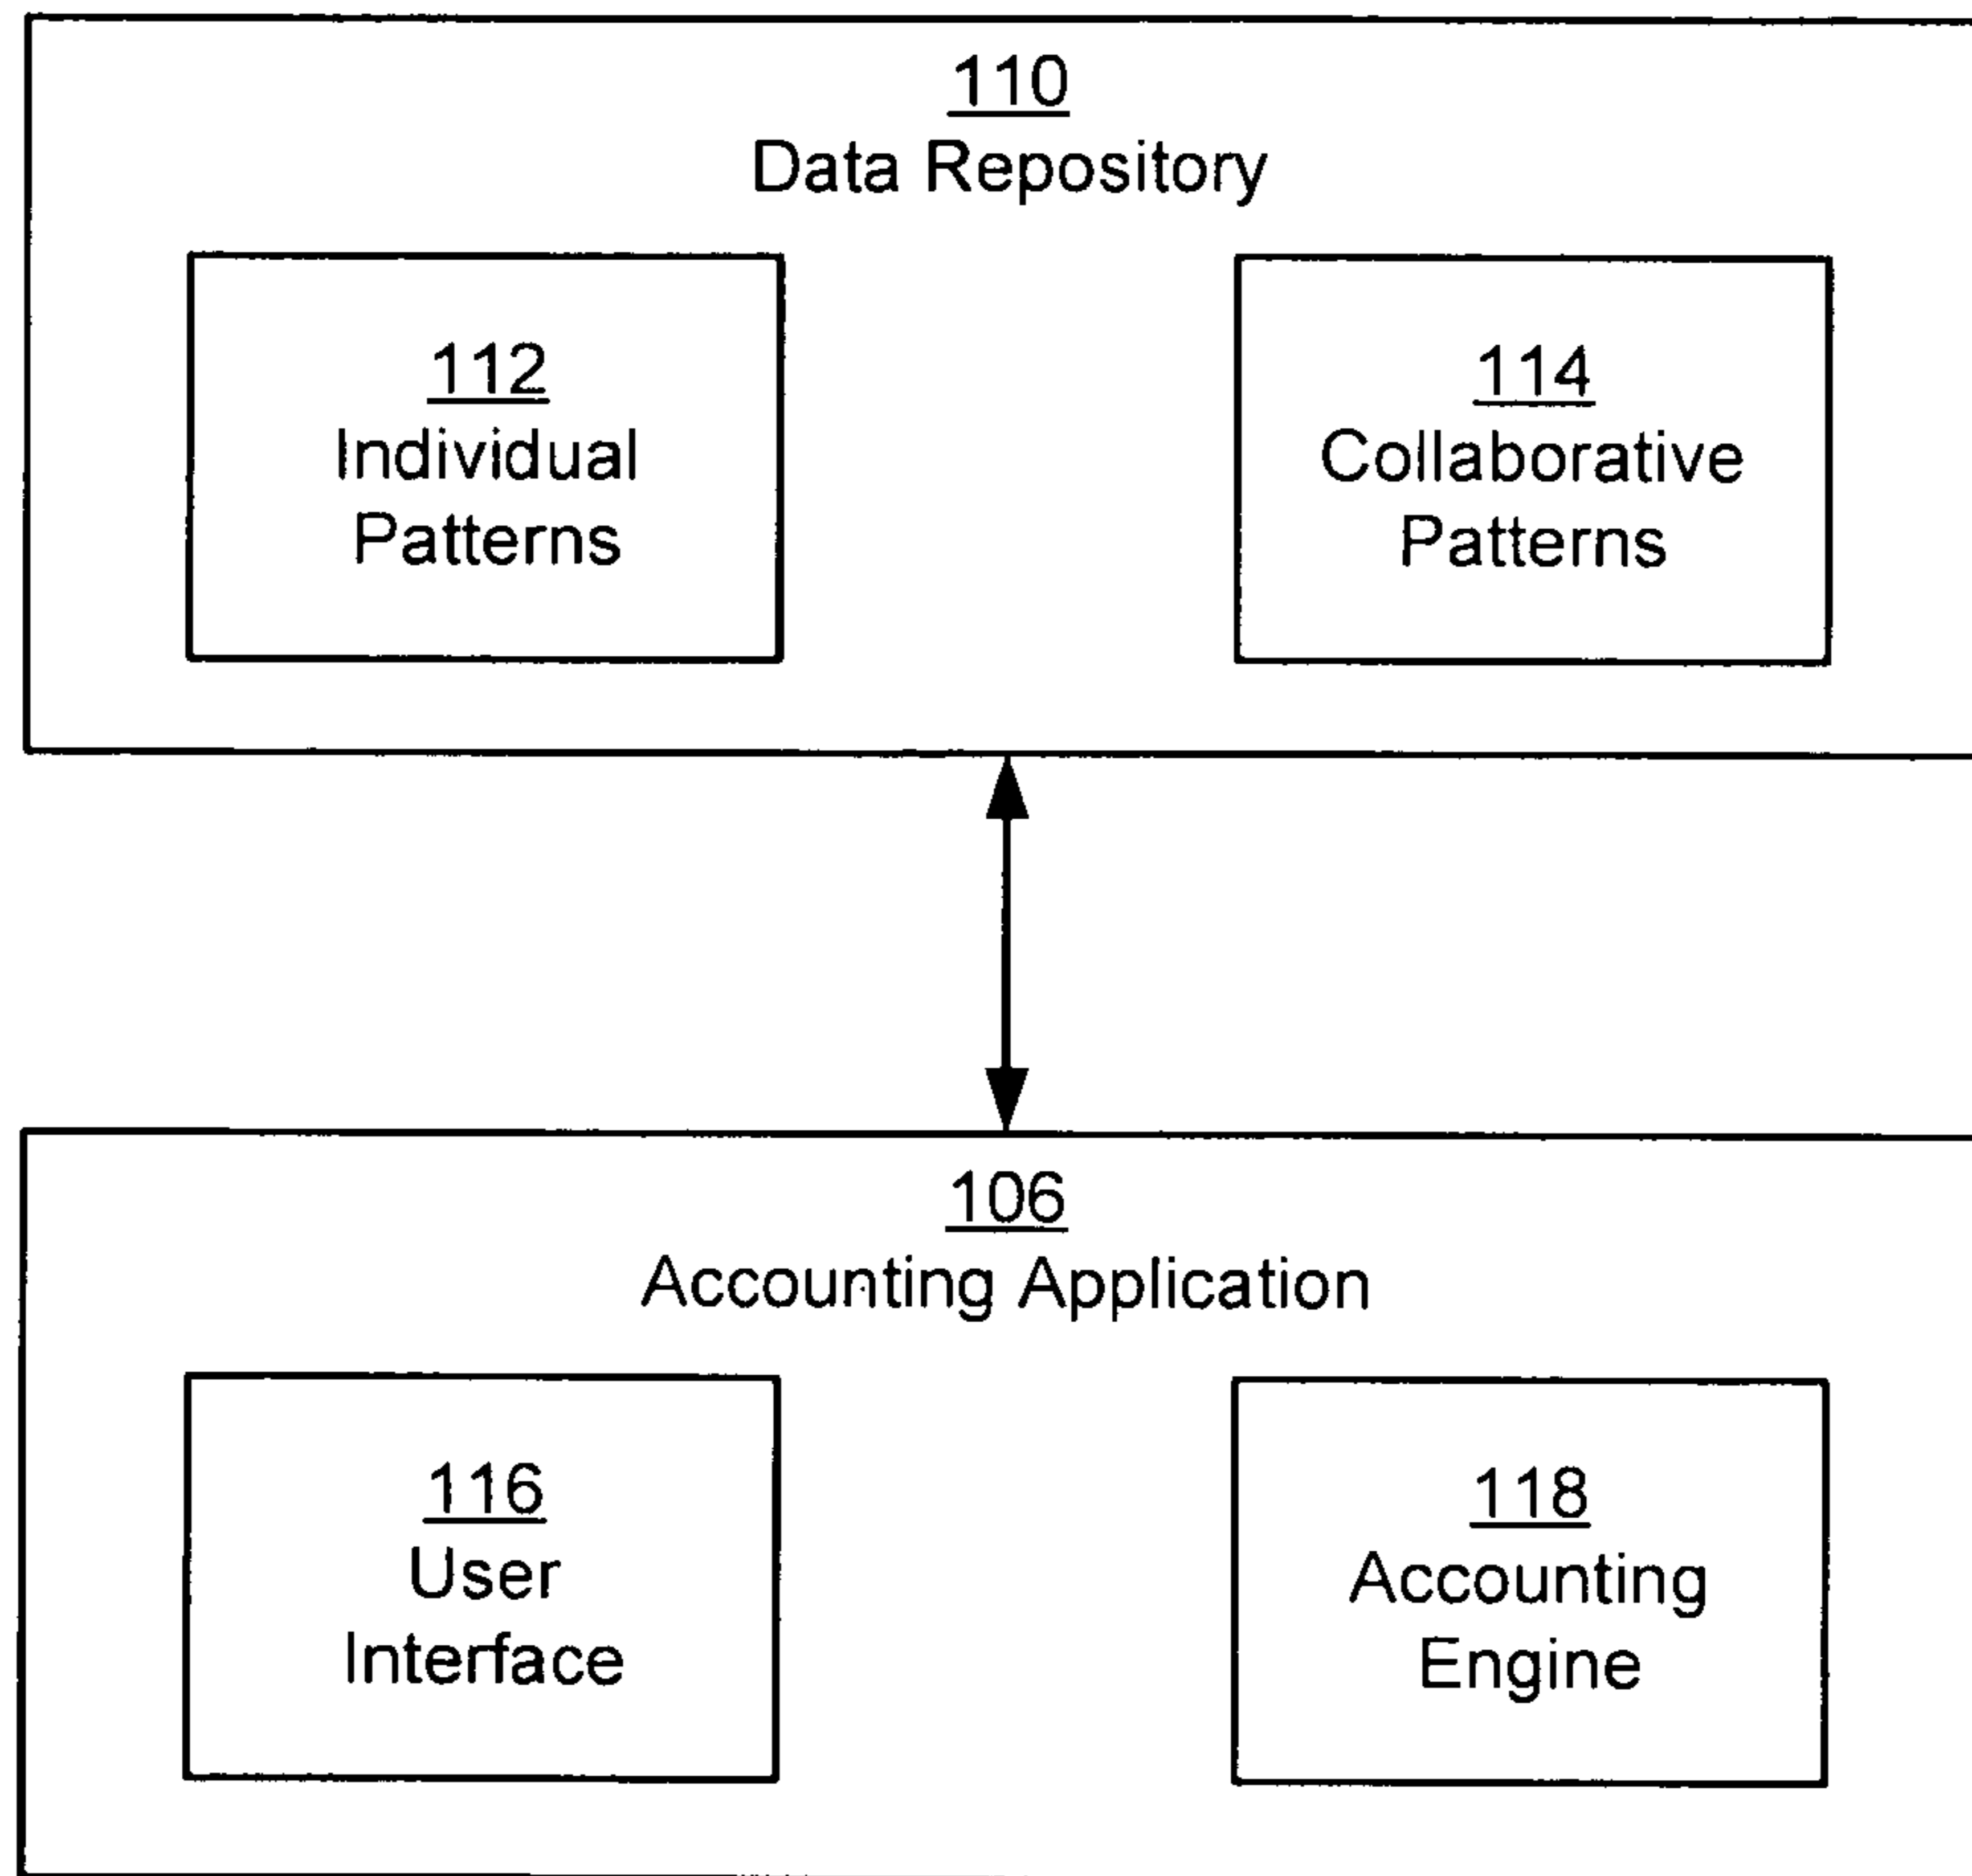 110
Data Repository
112
Individual
Patterns
114
Collaborative
Patterns
106
Accounting Application
116
User
Interface
118
Accounting
Engine